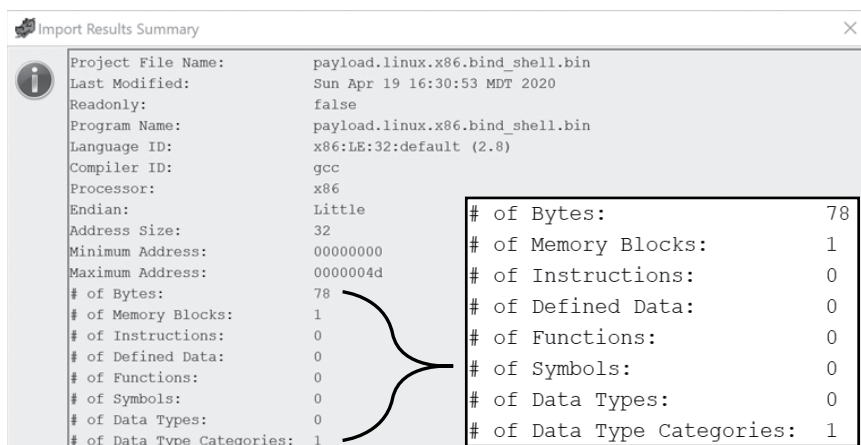 Import Results Summary
Project File Name: payload.linux.x86.bind_shell.bin
Last Modified: Sun Apr 19 16:30:53 MDT 2020
Readonly: false
Program Name: payload.linux.x86.bind_shell.bin
Language ID: x86:LE:32:default (2.8)
Compiler ID: gcc
Processor: x86
Endian: Little
Address Size: 32
Minimum Address: 00000000
Maximum Address: 0000004d
# of Bytes: 78
# of Memory Blocks: 1
# of Instructions: 0
# of Defined Data: 0
# of Functions: 0
# of Symbols: 0
# of Data Types: 0
# of Data Type Categories: 1
# of Bytes: 78
# of Memory Blocks: 1
# of Instructions: 0
# of Defined Data: 0
# of Functions: 0
# of Symbols: 0
# of Data Types: 0
# of Data Type Categories: 1